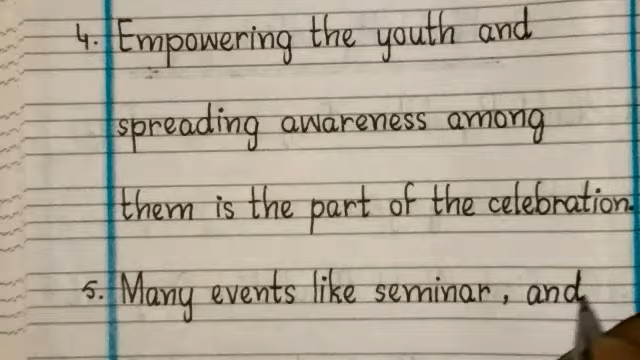 4. Empowering the youth and
spreading awareness among
them is the part of the celebration.
5. Many events like seminar, and